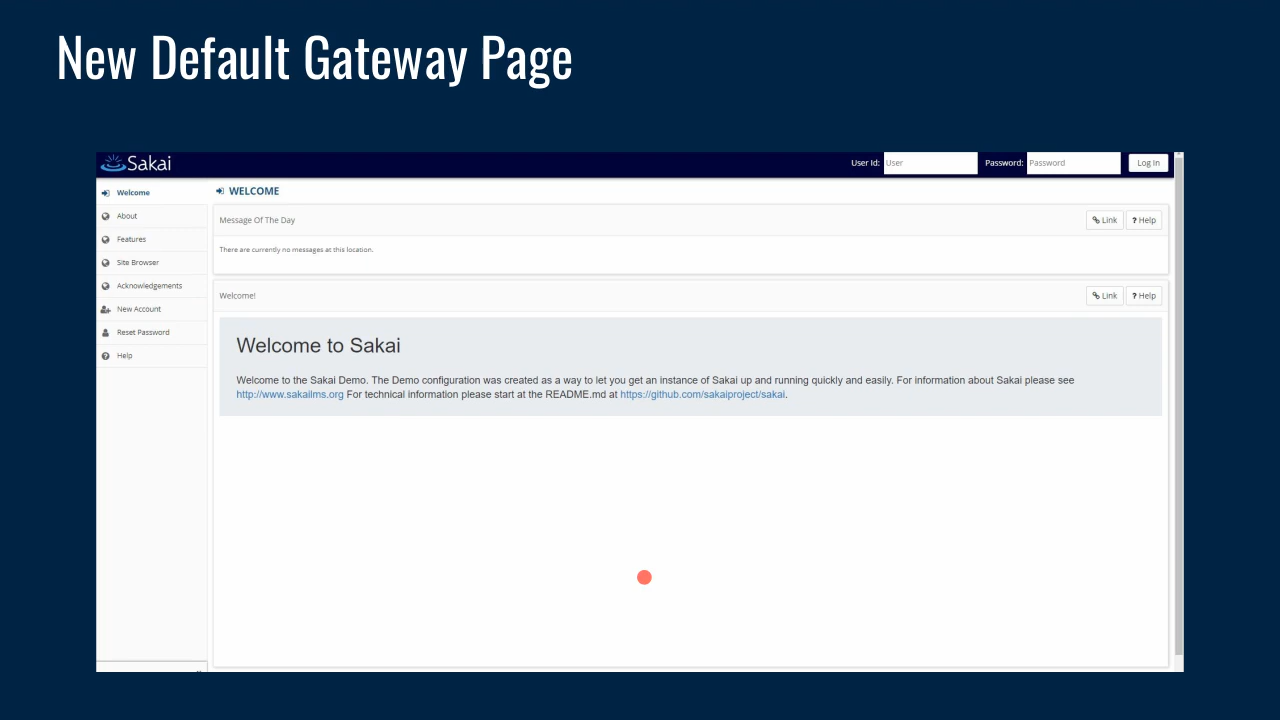 New Default Gateway Page
Sakai
User Id:
User
Password:
Password
Log In
Welcome
About
Features
Site Browser
Acknowledgements
New Account
Reset Password
Help
WELCOME
Message Of The Day
Link
? Help
There are currently no messages at this location.
Welcome!
Link
? Help
Welcome to Sakai
Welcome to the Sakai Demo. The Demo configuration was created as a way to let you get an instance of Sakai up and running quickly and easily. For information about Sakai please see
http://www.sakailms.org For technical information please start at the README.md at https://github.com/sakaiproject/sakai.